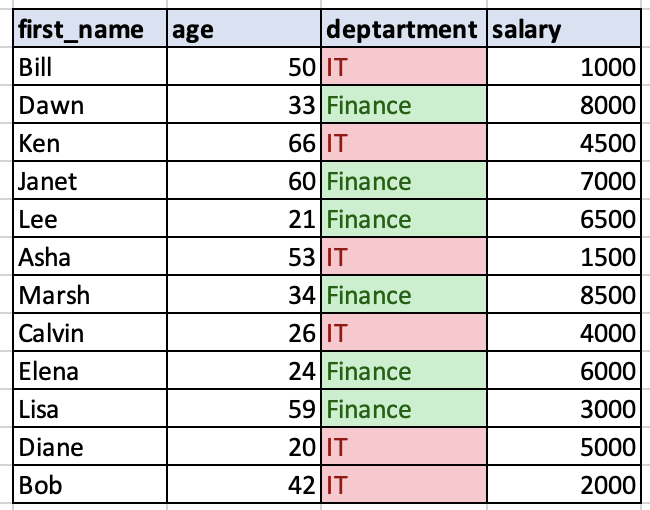 first_name age deptartment salary
Bill 50 IT 1000
Dawn 33 Finance 8000
Ken 66 IT 4500
Janet 60 Finance 7000
Lee 21 Finance 6500
Asha 53 IT 1500
Marsh 34 Finance 8500
Calvin 26 IT 4000
Elena 24 Finance 6000
Lisa 59 Finance 3000
Diane 20 IT 5000
Bob 42 IT 2000